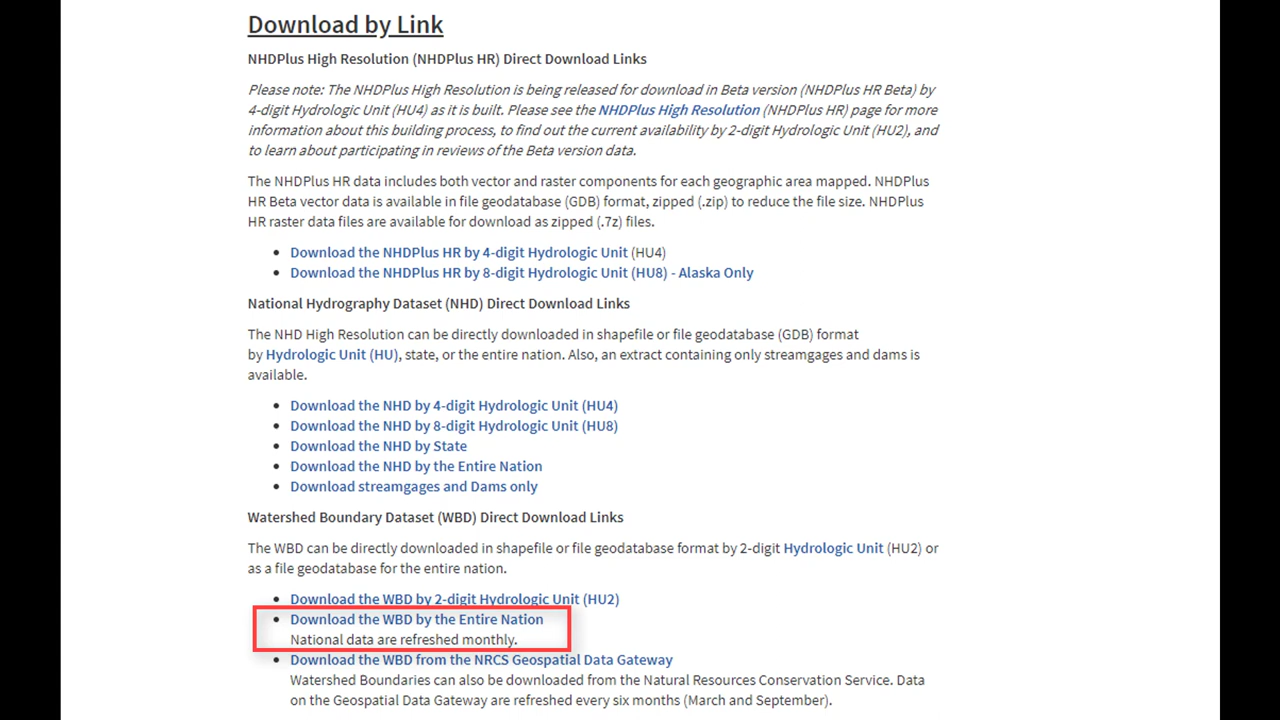 Download by Link
NHDPlus High Resolution (NHDPlus HR) Direct Download Links
Please note: The NHDPlus High Resolution is being released for download in Beta version (NHDPlus HR Beta) by
4-digit Hydrologic Unit (HU4) as it is built. Please see the NHDPlus High Resolution (NHDPlus HR) page for more
information about this building process, to find out the current availability by 2-digit Hydrologic Unit (HU2), and
to learn about participating in reviews of the Beta version data.
The NHDPlus HR data includes both vector and raster components for each geographic area mapped. NHDPlus
HR Beta vector data is available in file geodatabase (GDB) format, zipped (.zip) to reduce the file size. NHDPlus
HR raster data files are available for download as zipped (.7z) files.
• Download the NHDPlus HR by 4-digit Hydrologic Unit (HU4)
• Download the NHDPlus HR by 8-digit Hydrologic Unit (HU8) - Alaska Only
National Hydrography Dataset (NHD) Direct Download Links
The NHD High Resolution can be directly downloaded in shapefile or file geodatabase (GDB) format
by Hydrologic Unit (HU), state, or the entire nation. Also, an extract containing only streamgages and dams is
available.
• Download the NHD by 4-digit Hydrologic Unit (HU4)
• Download the NHD by 8-digit Hydrologic Unit (HU8)
• Download the NHD by State
• Download the NHD by the Entire Nation
• Download streamgages and Dams only
Watershed Boundary Dataset (WBD) Direct Download Links
The WBD can be directly downloaded in shapefile or file geodatabase format by 2-digit Hydrologic Unit (HU2) or
as a file geodatabase for the entire nation.
• Download the WBD by 2-digit Hydrologic Unit (HU2)
• Download the WBD by the Entire Nation
National data are refreshed monthly.
• Download the WBD from the NRCS Geospatial Data Gateway
Watershed Boundaries can also be downloaded from the Natural Resources Conservation Service. Data
on the Geospatial Data Gateway are refreshed every six months (March and September).